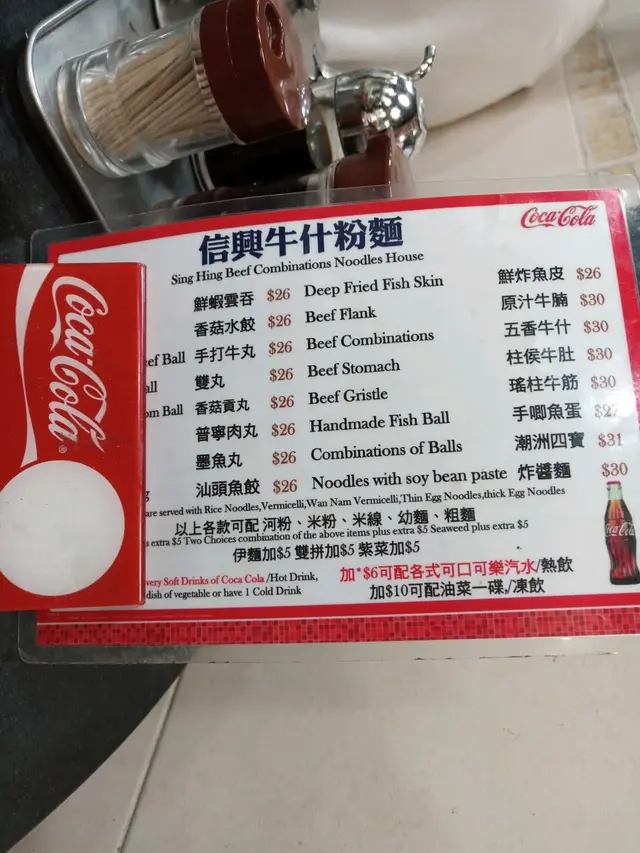 Coca-Cola
信興牛什粉麵
Sing Hing Beef Combinations Noodles House
鮮蝦雲吞 $26 Deep Fried Fish Skin 鮮炸魚皮 $26
香菇水餃 $26 Beef Flank 原汁牛腩 $30
Ball 手打牛丸 $26 Beef Combinations 五香牛什 $30
雙丸 $26 Beef Stomach 柱侯牛肚 $30
Ball 香菇貢丸 $26 Beef Gristle 瑤柱牛筋 $30
普寧肉丸 $26 Handmade Fish Ball 手唧魚蛋
墨魚丸 $26 Combinations of Balls 潮洲四寶 $31
汕頭魚餃 $26 Noodles with soy bean paste 炸醬麵 $30
are served with Rice Noodles,Vermicelli,Wan Nam Vermicelli,Thin Egg Noodles,thick Egg Noodles
以上各款可配 河粉、米粉、米線、幼麵、粗麵
extra $5 Two Choices combination of the above items plus extra $5 Seaweed plus extra $5
伊麵加$5 雙拼加$5 紫菜加$5
very Soft Drinks of Coca Cola /Hot Drink, 加*$6可配各式可口可樂汽水/熱飲
dish of vegetable or have 1 Cold Drink 加$10可配油菜一碟,/凍飲
Coca-Cola